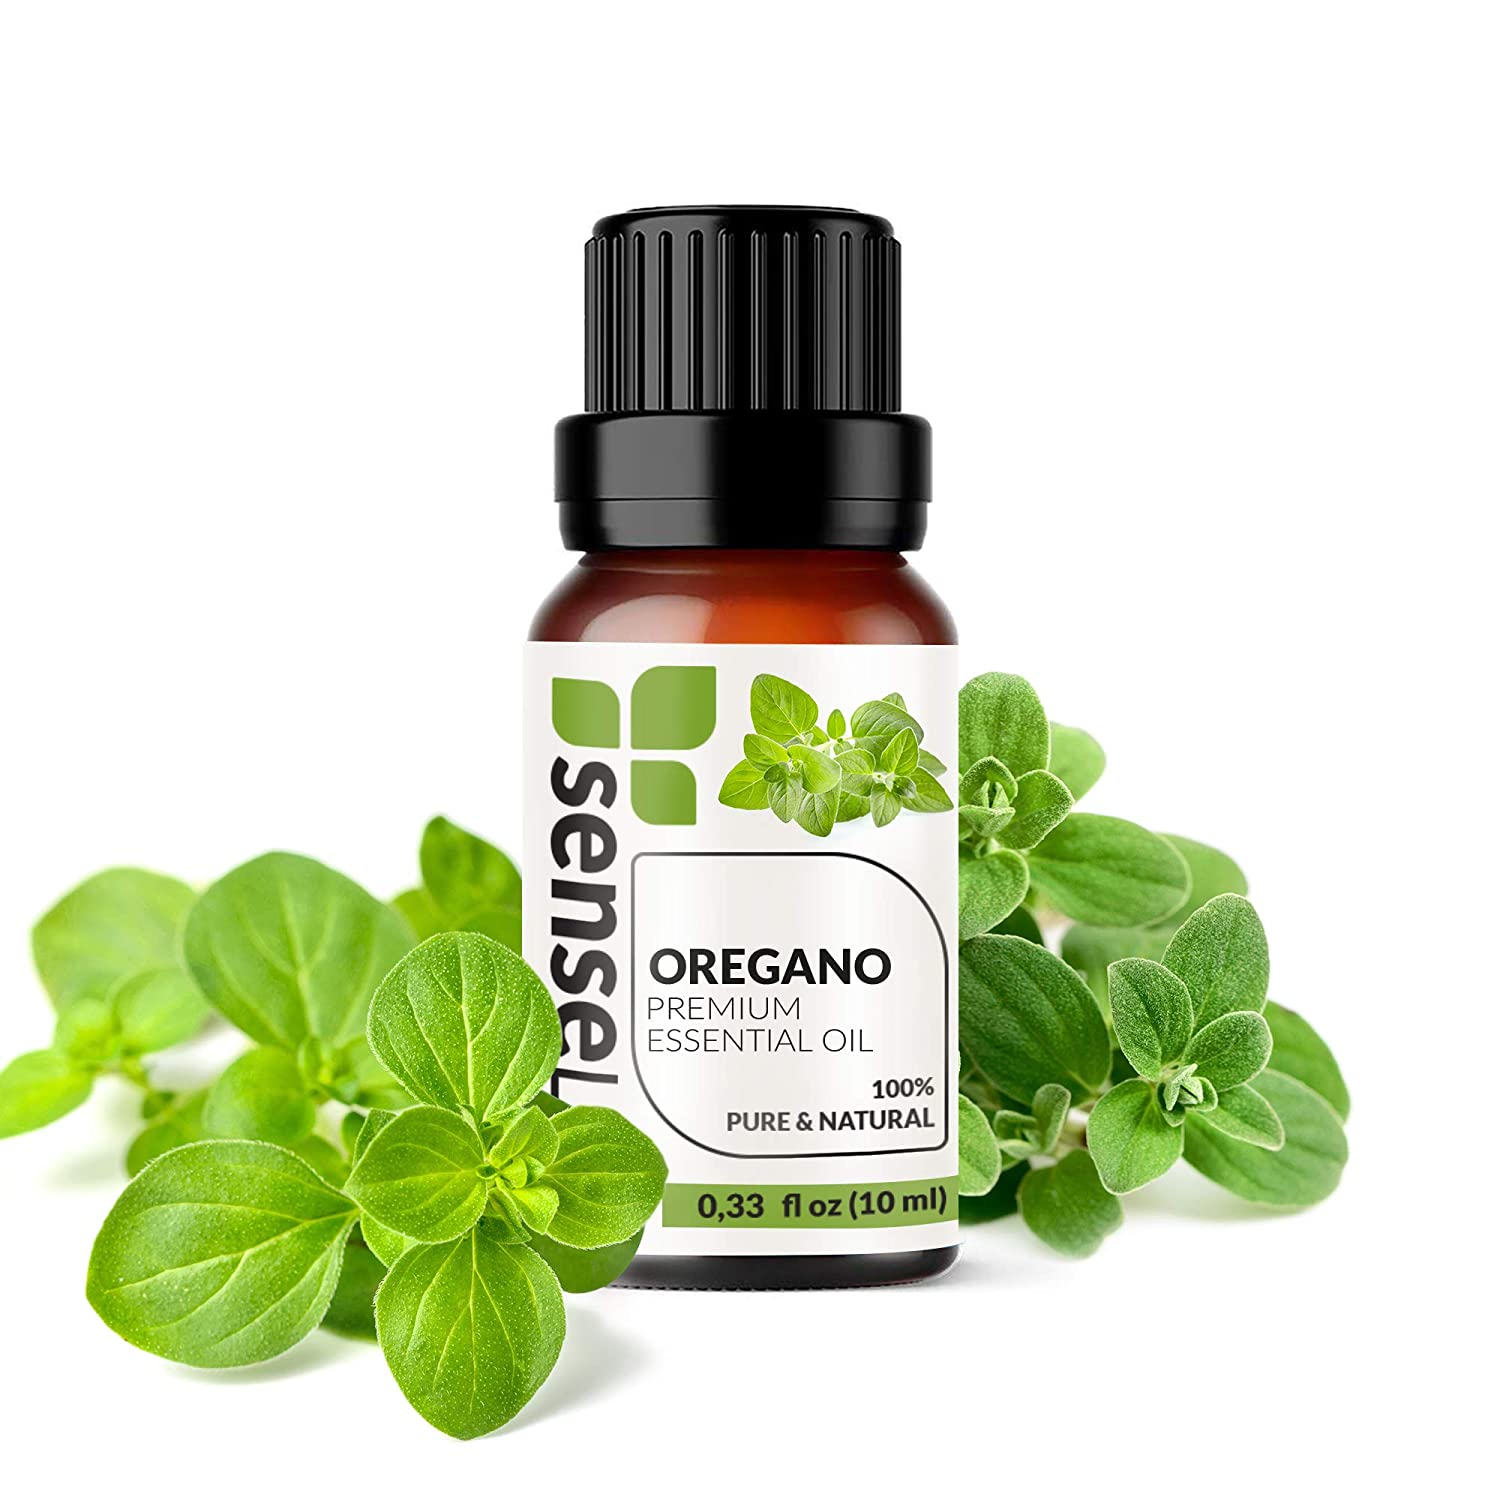 senseL
OREGANO
PREMIUM
ESSENTIAL OIL
100%
PURE & NATURAL
0,33 fl oz (10 ml)